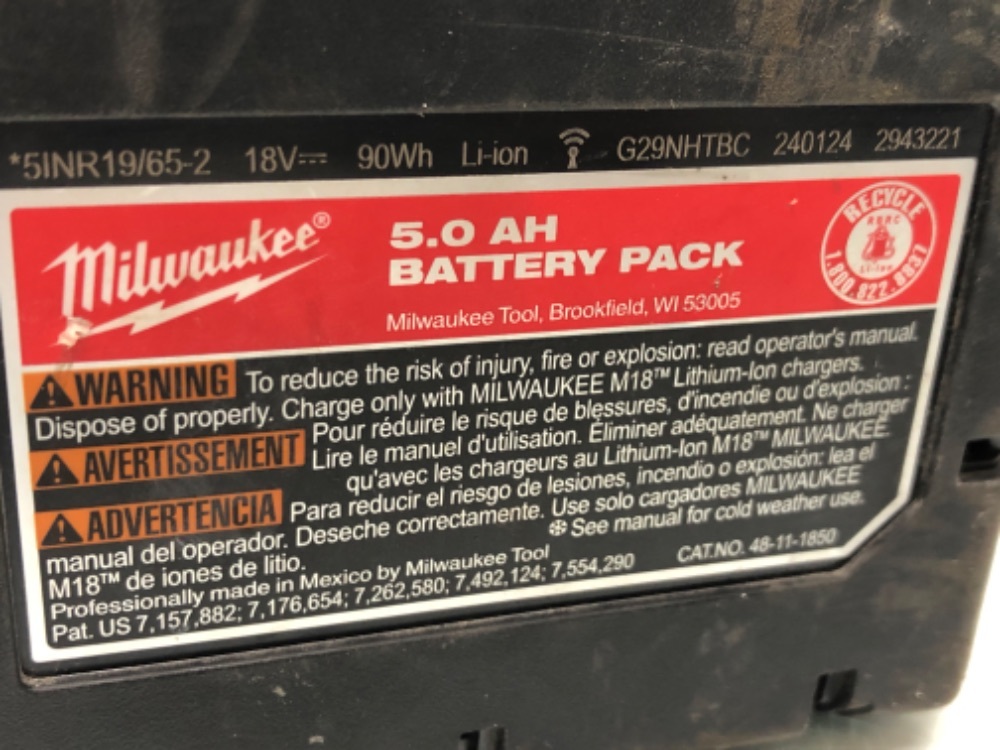 *5INR19/65-2 18V⎓ 90Wh Li-ion G29NHTBC 240124 2943221
Milwaukee®
5.0 AH
BATTERY PACK
Milwaukee Tool, Brookfield, WI 53005
RECYCLE
RBRC
Li-ion
1.800.822.8837
WARNING To reduce the risk of injury, fire or explosion: read operator's manual.
Dispose of properly. Charge only with MILWAUKEE M18™ Lithium-Ion chargers.
AVERTISSEMENT Pour réduire le risque de blessures, d'incendie ou d'explosion :
Lire le manuel d'utilisation. Éliminer adéquatement. Ne charger
qu'avec les chargeurs au Lithium-Ion M18™ MILWAUKEE.
ADVERTENCIA Para reducir el riesgo de lesiones, incendio o explosión: lea el
manual del operador. Deseche correctamente. Use solo cargadores MILWAUKEE
M18™ de iones de litio.
❄ See manual for cold weather use.
Professionally made in Mexico by Milwaukee Tool
Pat. US 7,157,882; 7,176,654; 7,262,580; 7,492,124; 7,554,290
CAT.NO. 48-11-1850